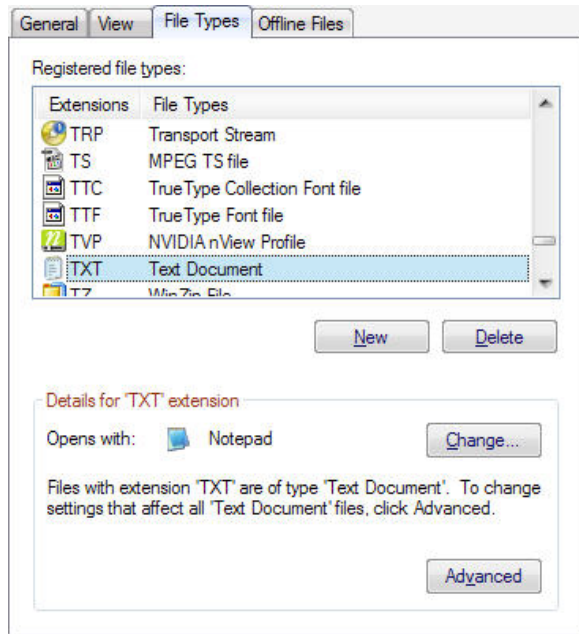 General View File Types Offline Files
Registered file types:
Extensions File Types
TRP Transport Stream
TS MPEG TS file
TTC TrueType Collection Font file
TTF TrueType Font file
TVP NVIDIA nView Profile
TXT Text Document
TZ WinZip File
New Delete
Details for 'TXT' extension
Opens with: Notepad Change...
Files with extension 'TXT' are of type 'Text Document'. To change
settings that affect all 'Text Document' files, click Advanced.
Advanced